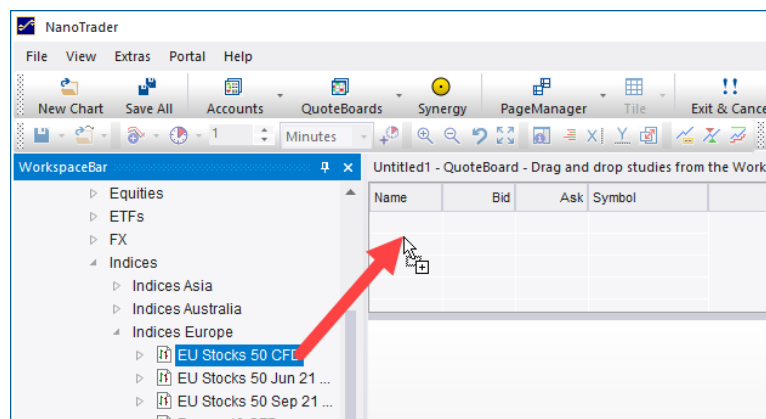 NanoTrader
File View Extras Portal Help
New Chart Save All Accounts QuoteBoards Synergy PageManager Tile Exit & Cance
1 Minutes
WorkspaceBar
Untitled1 - QuoteBoard - Drag and drop studies from the Work
Name Bid Ask Symbol
Equities
ETFs
FX
Indices
Indices Asia
Indices Australia
Indices Europe
EU Stocks 50 CFD
EU Stocks 50 Jun 21 ...
EU Stocks 50 Sep 21 ...